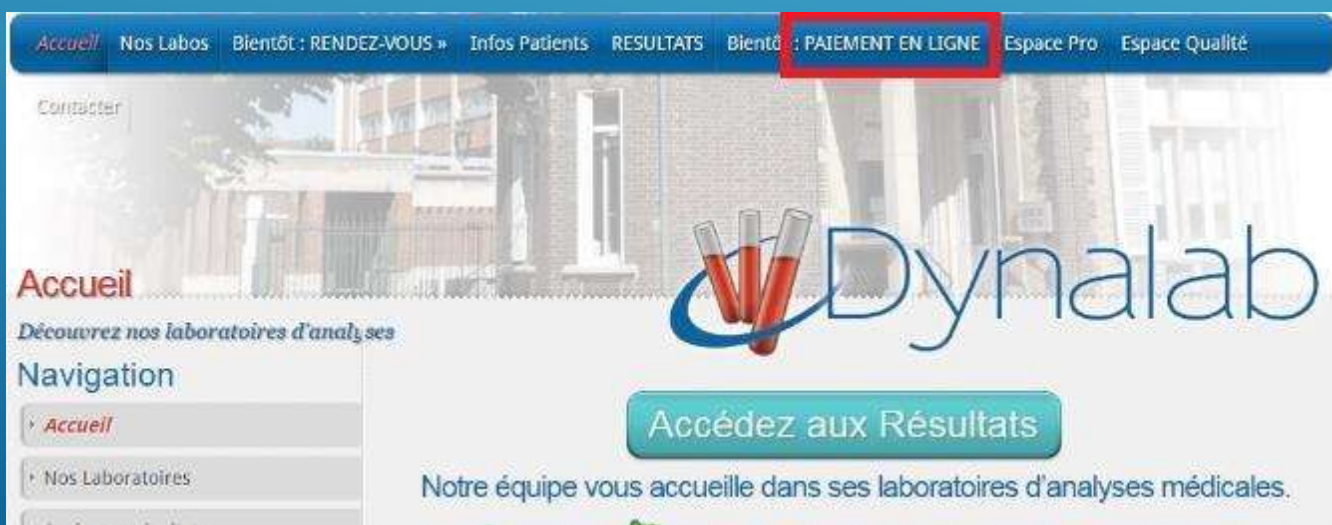 Accueil Nos Labos Bientôt : RENDEZ-VOUS » Infos Patients RESULTATS Bientôt : PAIEMENT EN LIGNE Espace Pro Espace Qualité
Contacter
Dynalab
Accueil
Découvrez nos laboratoires d'analyses
Navigation
Accueil
Accédez aux Résultats
Nos Laboratoires
Notre équipe vous accueille dans ses laboratoires d'analyses médicales.